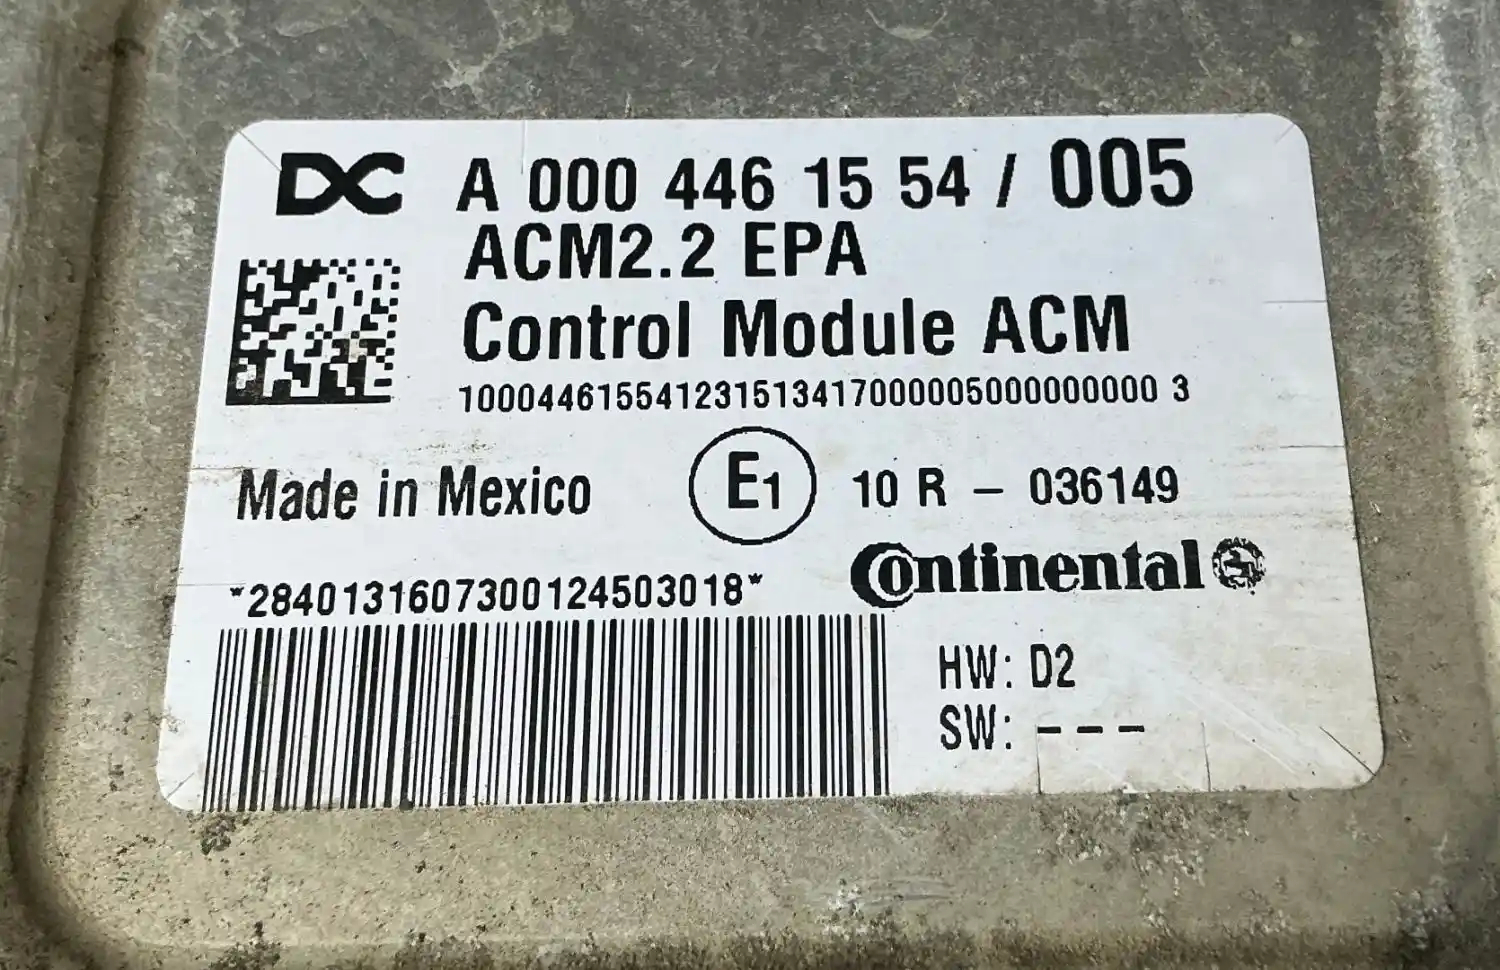 DC A 000 446 15 54 / 005
ACM2.2 EPA
Control Module ACM
10004461554123151341700000500000000 3
Made in Mexico E1 10 R - 036149
*2840131607300124503018* Continental
HW: D2
SW: ---